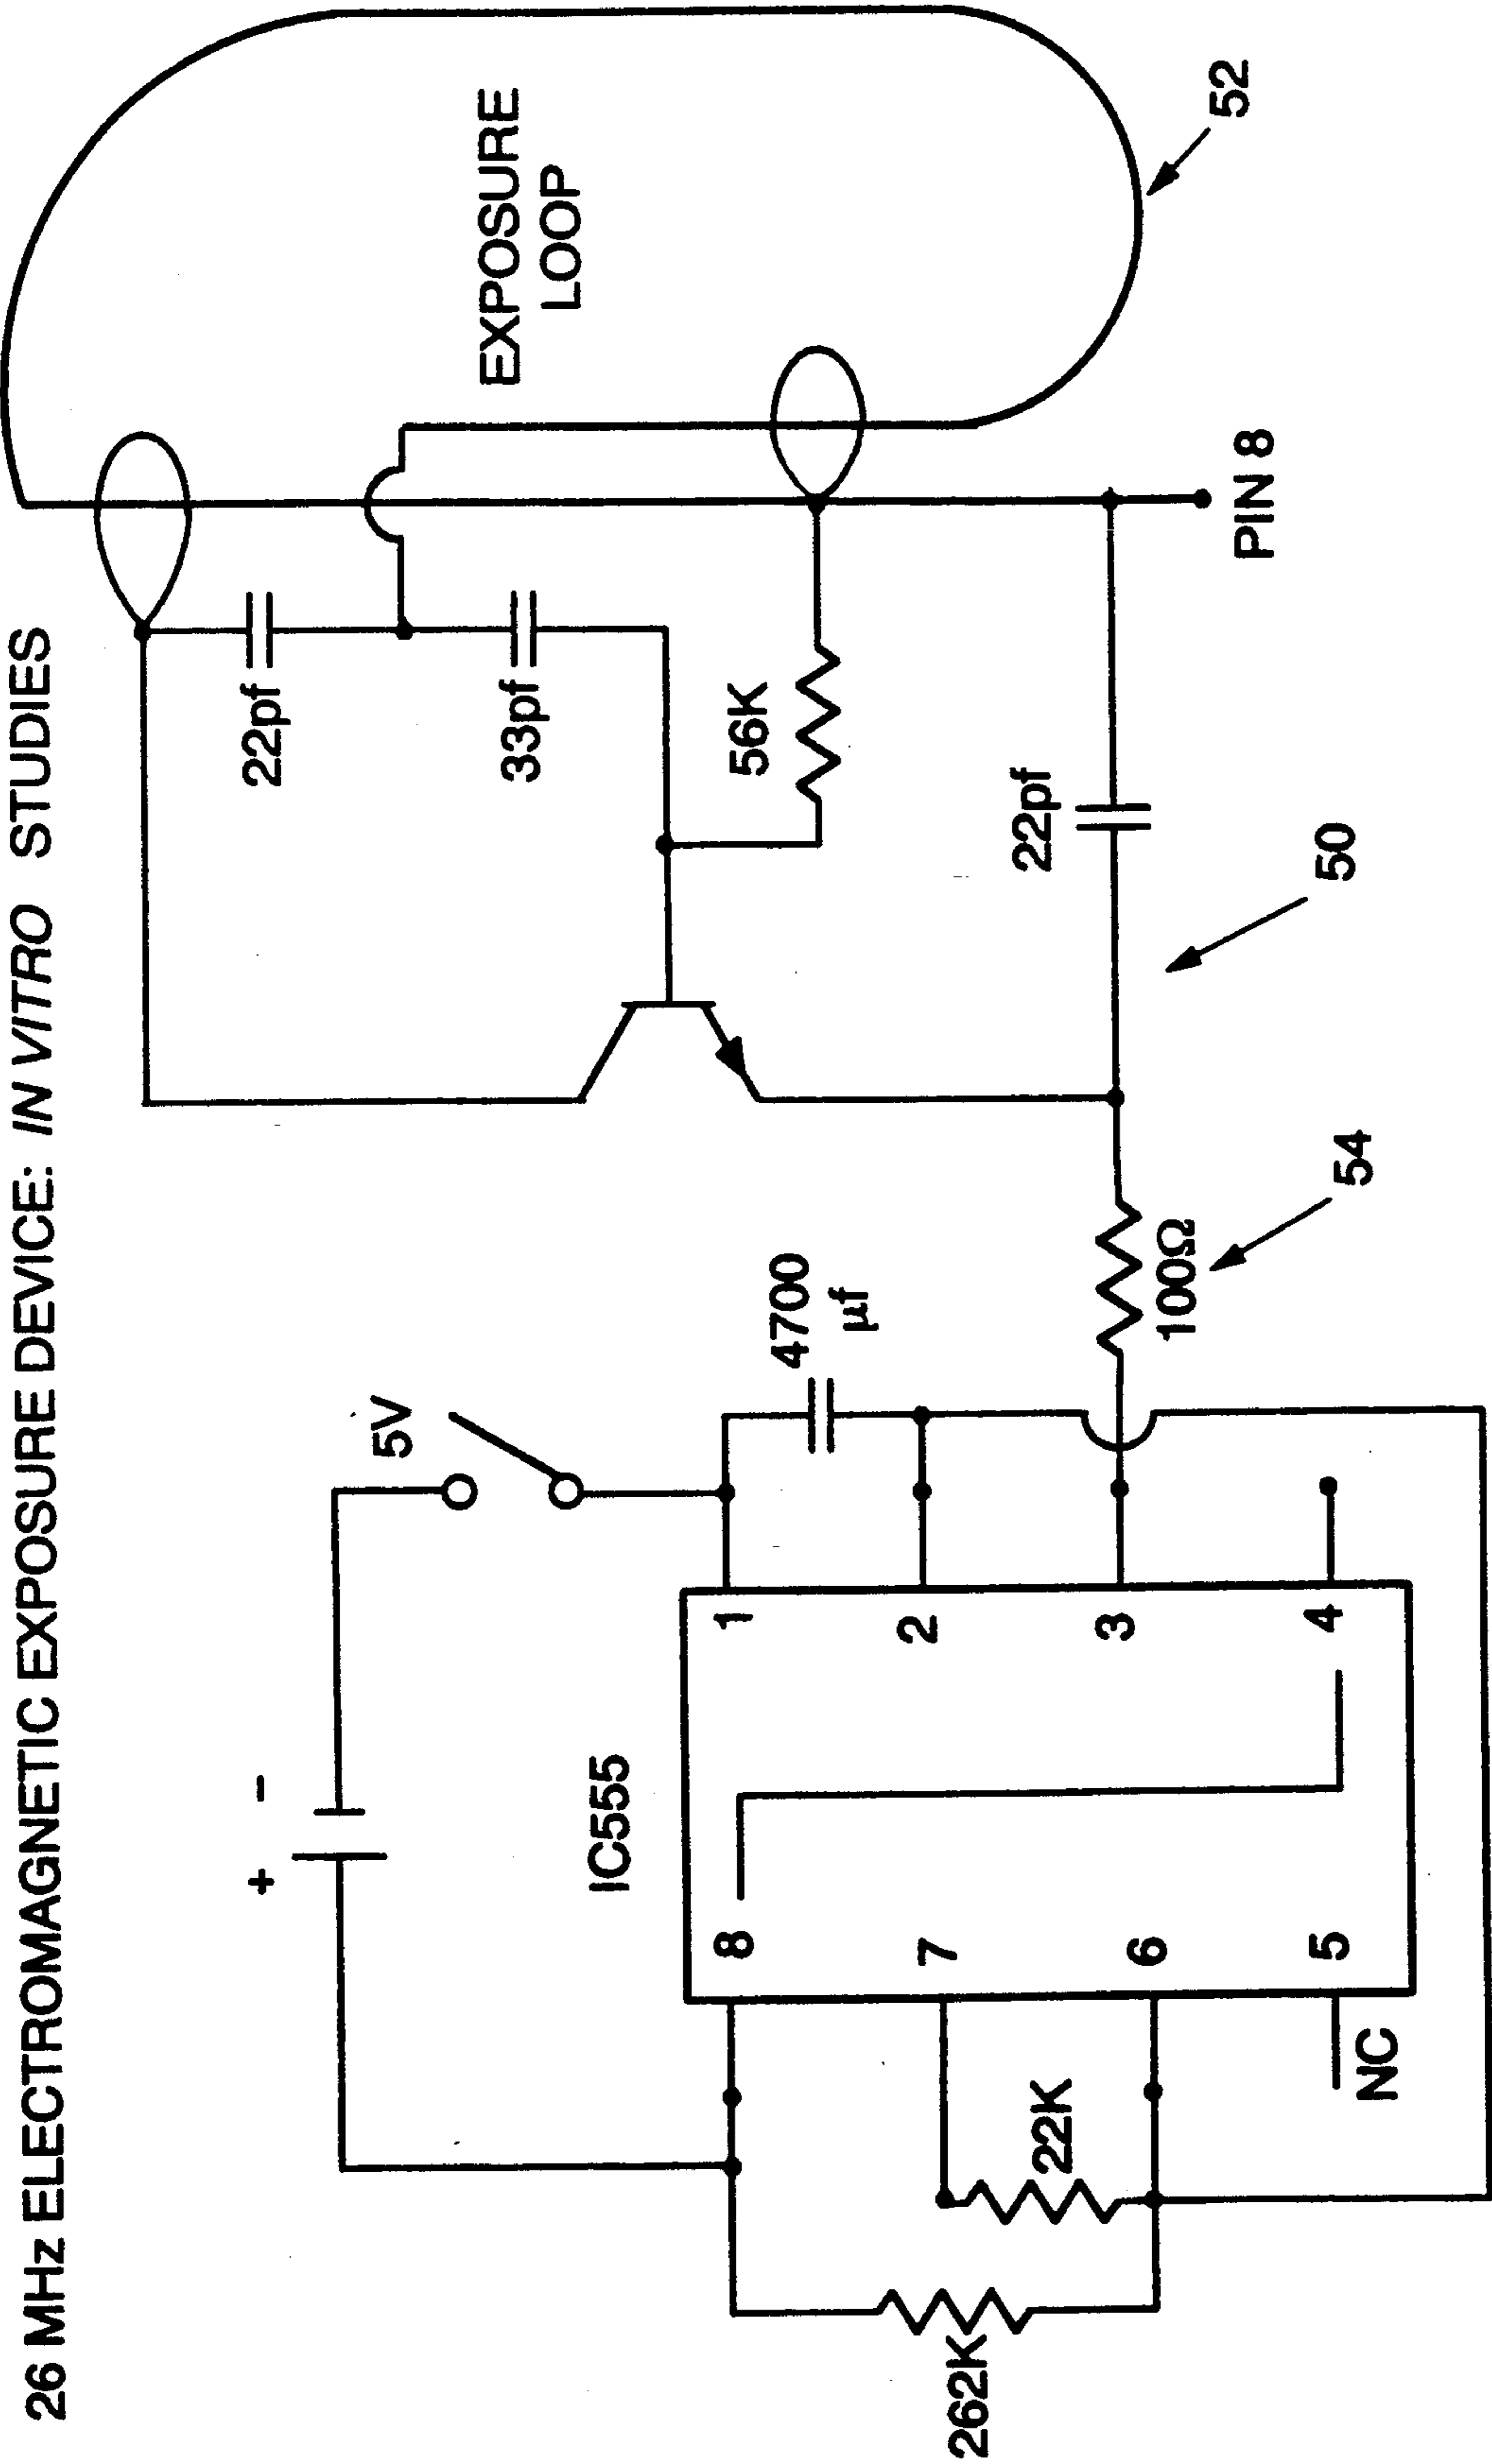 26 MHz ELECTROMAGNETIC EXPOSURE DEVICE: IN VITRO STUDIES
+ -
5V
IC555
8
7
6
5
1
2
3
4
NC
22K
262K
4700
µf
100Ω
54
50
22pf
33pf
56K
22pf
PIN 8
EXPOSURE
LOOP
52